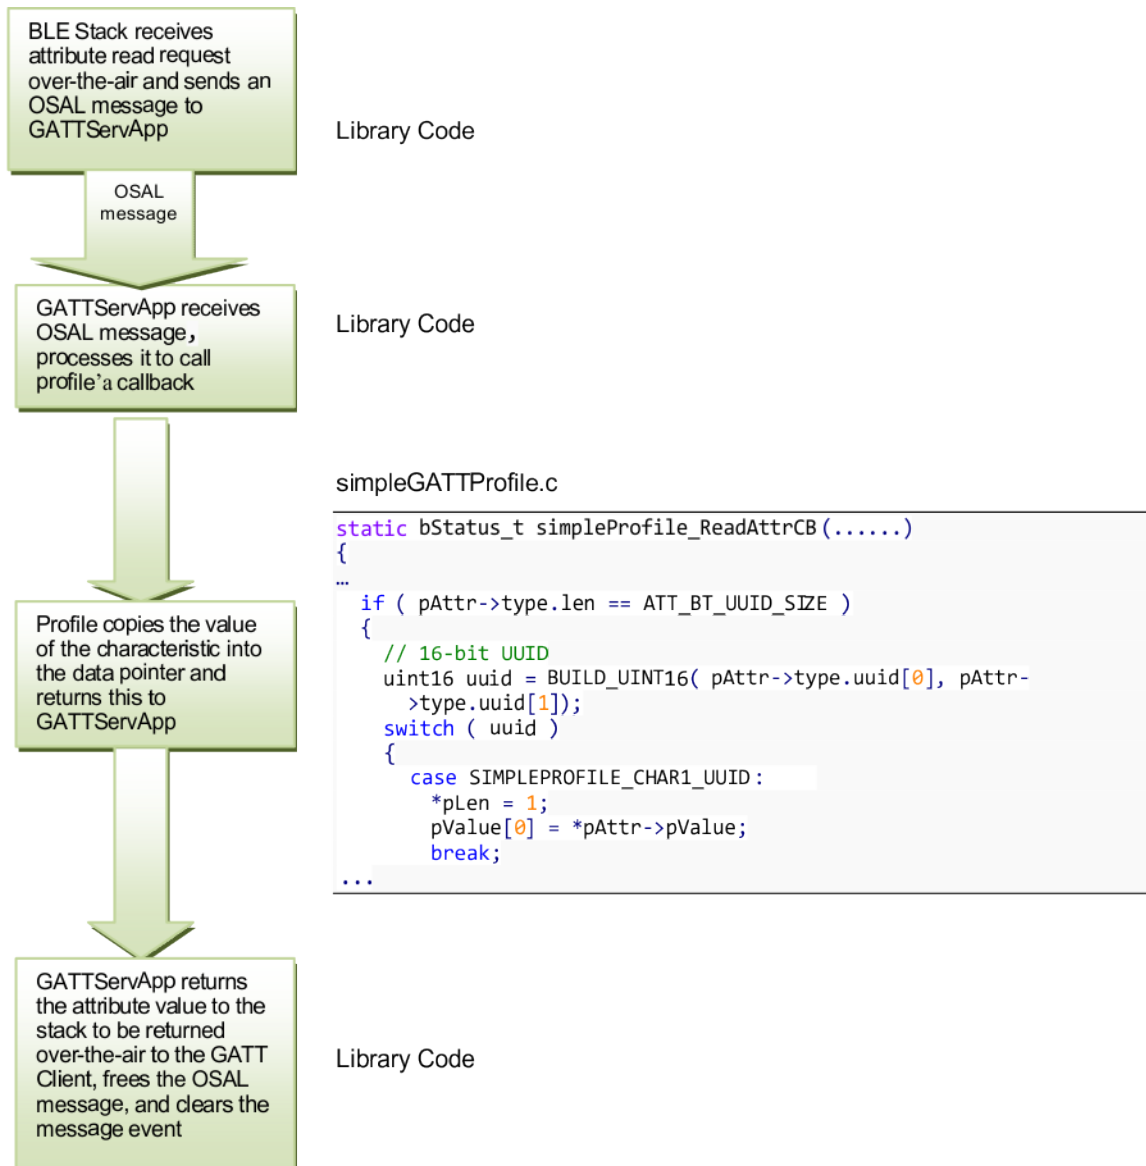 BLE Stack receives
attribute read request
over-the-air and sends an
OSAL message to
GATTServApp
Library Code
OSAL
message
GATTServApp receives
OSAL message，
processes it to call
profile’a callback
Library Code
simpleGATTProfile.c
static bStatus_t simpleProfile_ReadAttrCB(......)
{
…
if ( pAttr->type.len == ATT_BT_UUID_SIZE )
{
// 16-bit UUID
uint16 uuid = BUILD_UINT16( pAttr->type.uuid[0], pAttr-
>type.uuid[1]);
switch ( uuid )
{
case SIMPLEPROFILE_CHAR1_UUID:
*pLen = 1;
pValue[0] = *pAttr->pValue;
break;
...
Profile copies the value
of the characteristic into
the data pointer and
returns this to
GATTServApp
GATTServApp returns
the attribute value to the
stack to be returned
over-the-air to the GATT
Client, frees the OSAL
message, and clears the
message event
Library Code